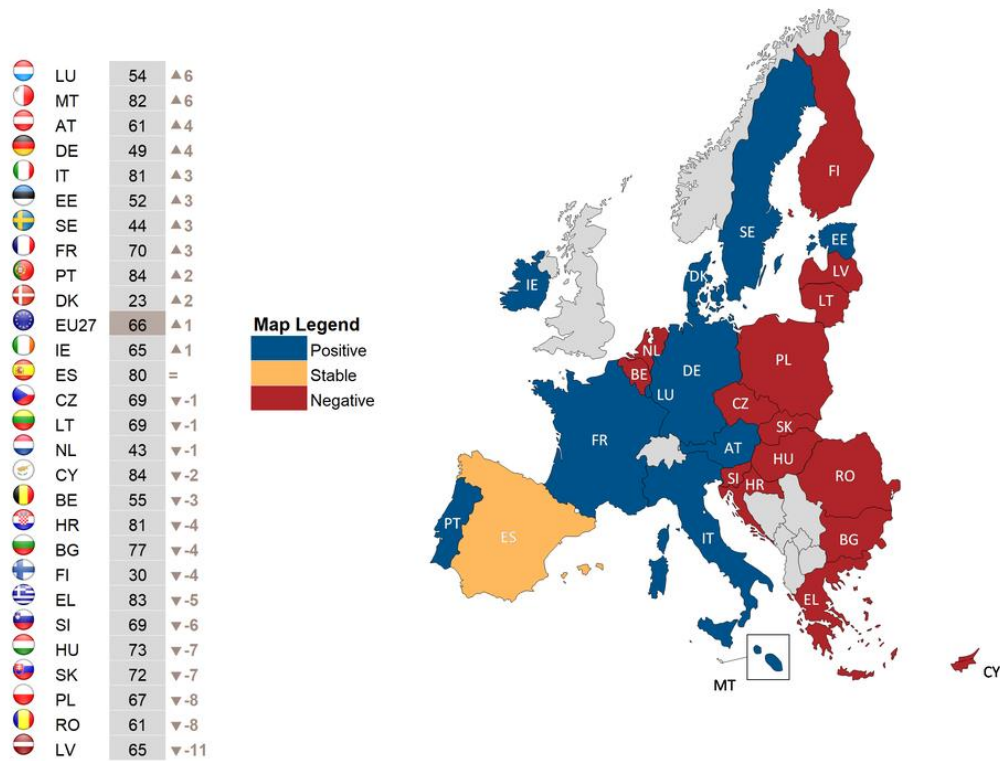 LU 54 ▲6
MT 82 ▲6
AT 61 ▲4
DE 49 ▲4
IT 81 ▲3
EE 52 ▲3
SE 44 ▲3
FR 70 ▲3
PT 84 ▲2
DK 23 ▲2
EU27 66 ▲1
IE 65 ▲1
ES 80 =
CZ 69 ▼-1
LT 69 ▼-1
NL 43 ▼-1
CY 84 ▼-2
BE 55 ▼-3
HR 81 ▼-4
BG 77 ▼-4
FI 30 ▼-4
EL 83 ▼-5
SI 69 ▼-6
HU 73 ▼-7
SK 72 ▼-7
PL 67 ▼-8
RO 61 ▼-8
LV 65 ▼-11
Map Legend
Positive
Stable
Negative
FI
SE
EE
LV
DK
IE
LT
NL
PL
BE
DE
LU
CZ
SK
FR
AT
HU
SI
HR
RO
PT
ES
IT
BG
EL
MT
CY